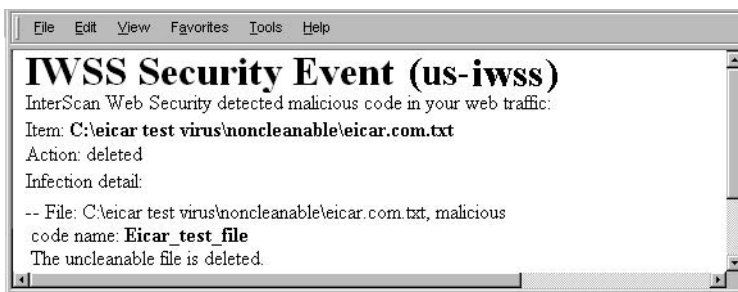 File Edit View Favorites Tools Help
IWSS Security Event (us-iwss)
InterScan Web Security detected malicious code in your web traffic:
Item: C:\eicar test virus\noncleanable\eicar.com.txt
Action: deleted
Infection detail:
-- File: C:\eicar test virus\noncleanable\eicar.com.txt, malicious
code name: Eicar_test_file
The uncleanable file is deleted.